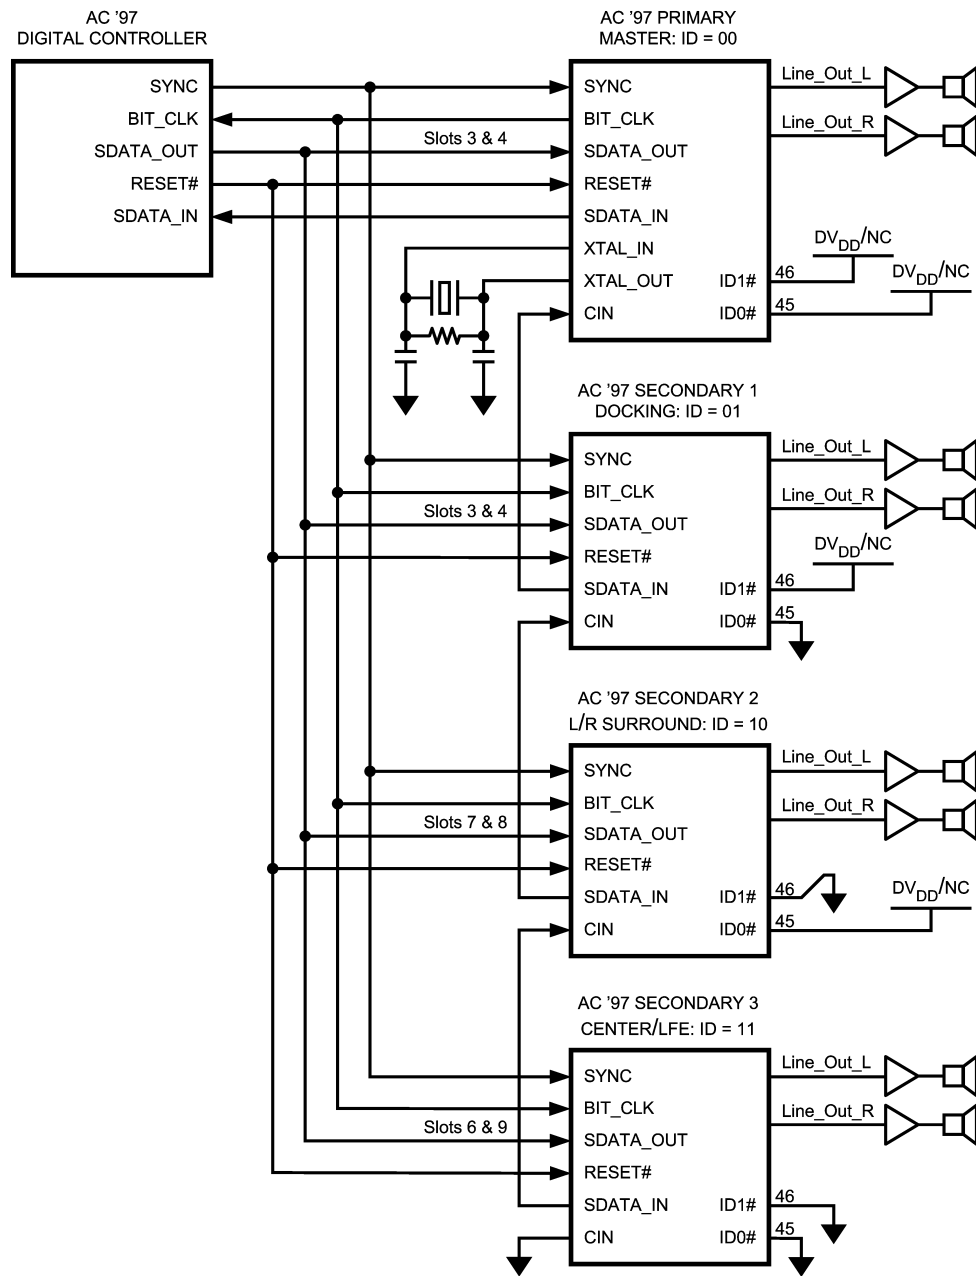 AC '97
DIGITAL CONTROLLER
SYNC
BIT_CLK
SDATA_OUT
RESET#
SDATA_IN
AC '97 PRIMARY
MASTER: ID = 00
Slots 3 & 4
SYNC
BIT_CLK
SDATA_OUT
RESET#
SDATA_IN
XTAL_IN
XTAL_OUT
CIN
ID1#
ID0#
46
45
Line_Out_L
Line_Out_R
DVDD/NC
DVDD/NC
AC '97 SECONDARY 1
DOCKING: ID = 01
Slots 3 & 4
SYNC
BIT_CLK
SDATA_OUT
RESET#
SDATA_IN
CIN
ID1#
ID0#
46
45
Line_Out_L
Line_Out_R
DVDD/NC
AC '97 SECONDARY 2
L/R SURROUND: ID = 10
Slots 7 & 8
SYNC
BIT_CLK
SDATA_OUT
RESET#
SDATA_IN
CIN
ID1#
ID0#
46
45
Line_Out_L
Line_Out_R
DVDD/NC
AC '97 SECONDARY 3
CENTER/LFE: ID = 11
Slots 6 & 9
SYNC
BIT_CLK
SDATA_OUT
RESET#
SDATA_IN
CIN
ID1#
ID0#
46
45
Line_Out_L
Line_Out_R